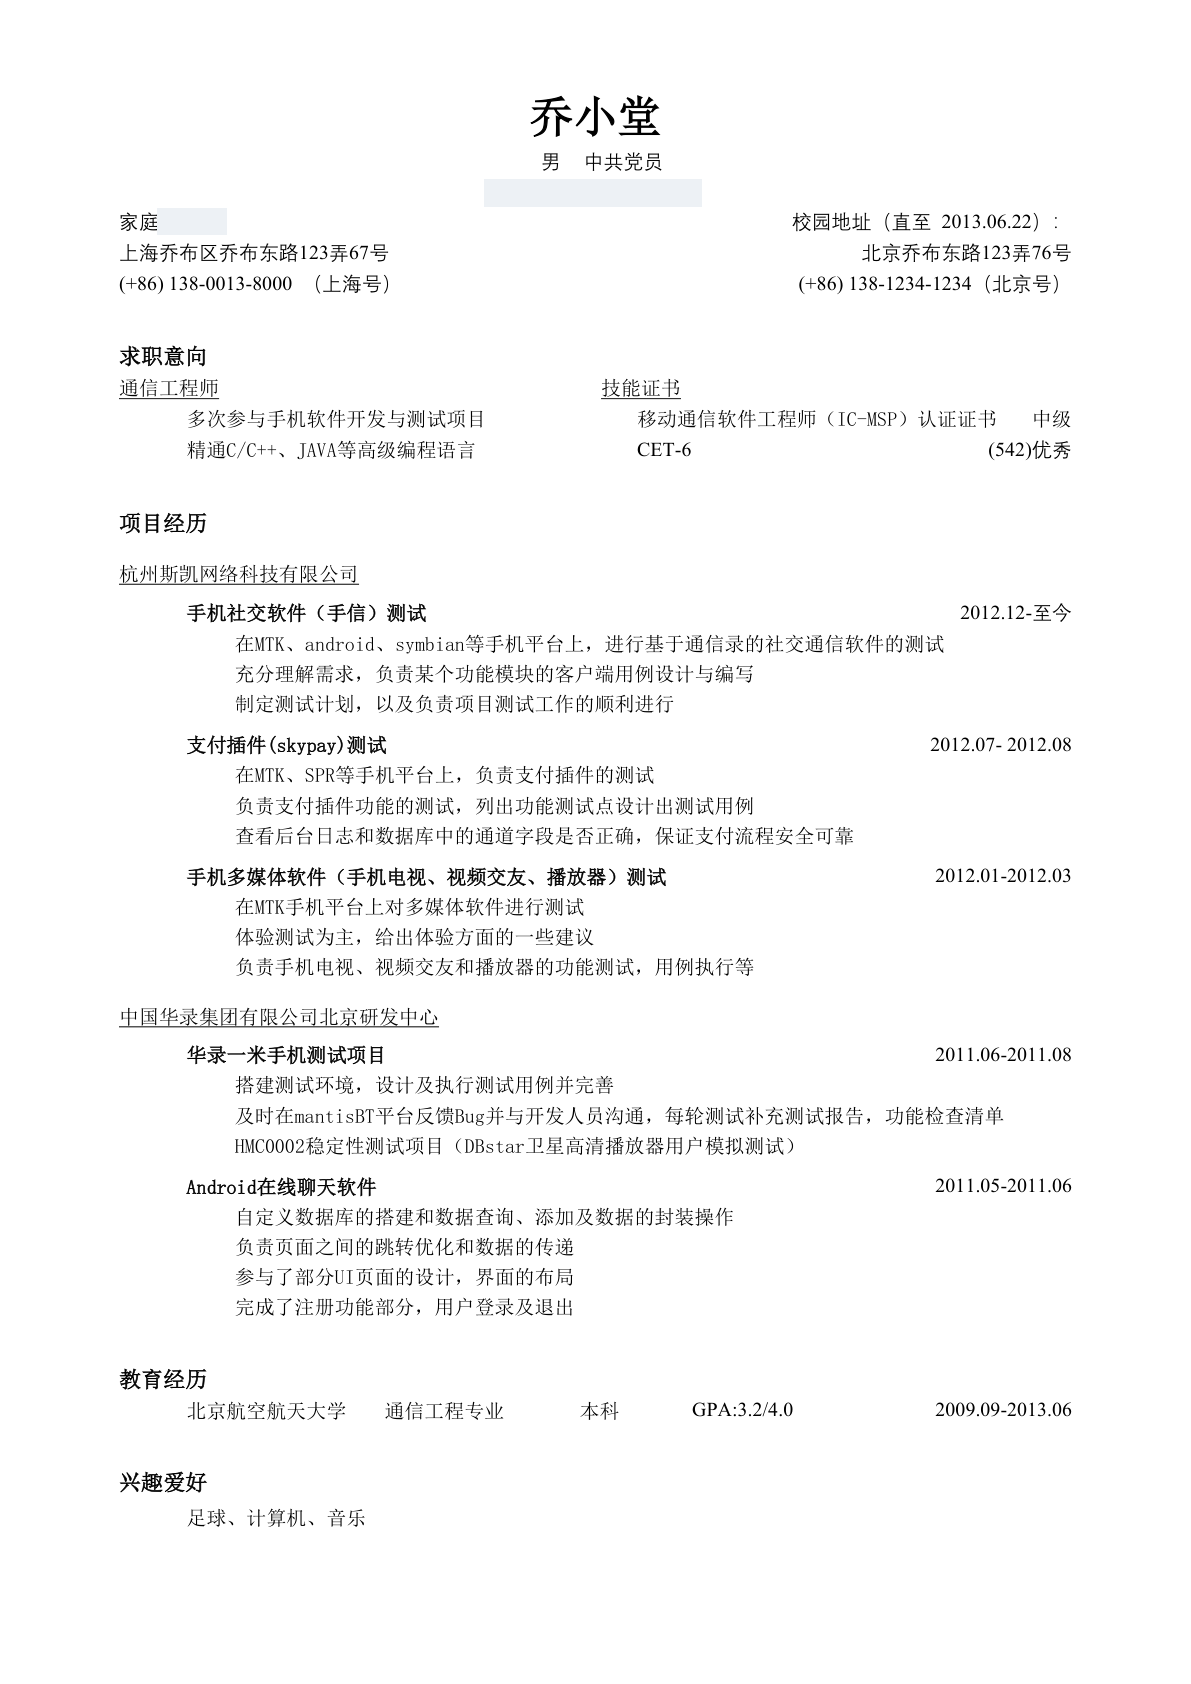 乔小堂
男 中共党员
家庭
校园地址（直至 2013.06.22）：
上海乔布区乔布东路123弄67号
北京乔布东路123弄76号
(+86) 138-0013-8000 （上海号）
(+86) 138-1234-1234（北京号）
求职意向
通信工程师
技能证书
多次参与手机软件开发与测试项目
移动通信软件工程师（IC-MSP）认证证书 中级
精通C/C++、JAVA等高级编程语言
CET-6 (542)优秀
项目经历
杭州斯凯网络科技有限公司
手机社交软件（手信）测试 2012.12-至今
在MTK、android、symbian等手机平台上，进行基于通信录的社交通信软件的测试
充分理解需求，负责某个功能模块的客户端用例设计与编写
制定测试计划，以及负责项目测试工作的顺利进行
支付插件(skypay)测试 2012.07- 2012.08
在MTK、SPR等手机平台上，负责支付插件的测试
负责支付插件功能的测试，列出功能测试点设计出测试用例
查看后台日志和数据库中的通道字段是否正确，保证支付流程安全可靠
手机多媒体软件（手机电视、视频交友、播放器）测试 2012.01-2012.03
在MTK手机平台上对多媒体软件进行测试
体验测试为主，给出体验方面的一些建议
负责手机电视、视频交友和播放器的功能测试，用例执行等
中国华录集团有限公司北京研发中心
华录一米手机测试项目 2011.06-2011.08
搭建测试环境，设计及执行测试用例并完善
及时在mantisBT平台反馈Bug并与开发人员沟通，每轮测试补充测试报告，功能检查清单
HMC0002稳定性测试项目（DBstar卫星高清播放器用户模拟测试）
Android在线聊天软件 2011.05-2011.06
自定义数据库的搭建和数据查询、添加及数据的封装操作
负责页面之间的跳转优化和数据的传递
参与了部分UI页面的设计，界面的布局
完成了注册功能部分，用户登录及退出
教育经历
北京航空航天大学 通信工程专业 本科 GPA:3.2/4.0 2009.09-2013.06
兴趣爱好
足球、计算机、音乐